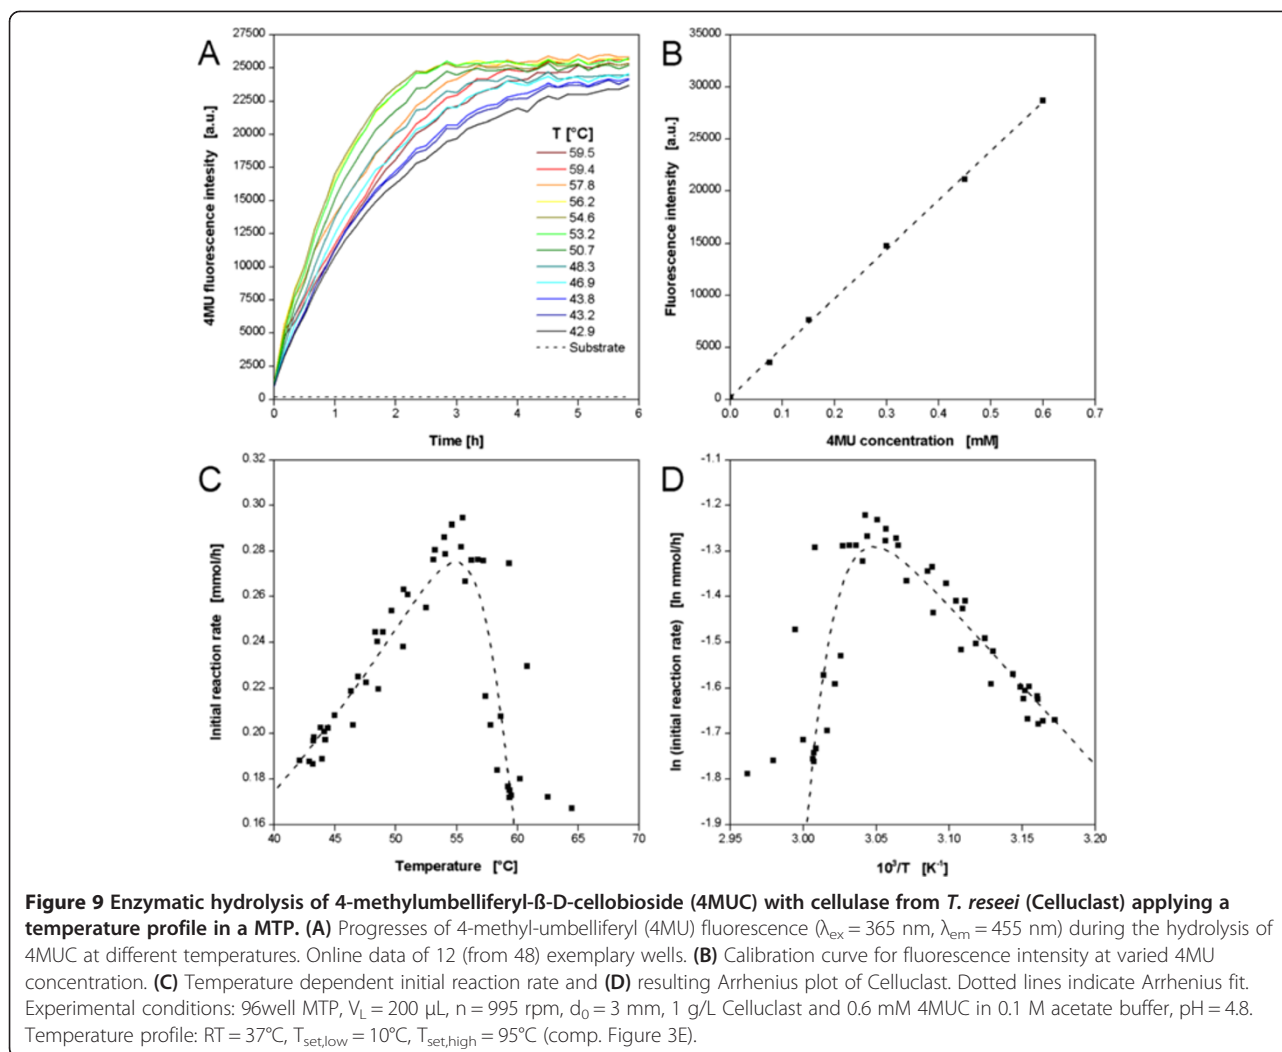 A
27500
25000
22500
20000
17500
15000
12500
10000
7500
5000
2500
0
4MU fluorescence intesity [a.u.]
0 1 2 3 4 5 6
Time [h]
T [°C]
59.5
59.4
57.8
56.2
54.6
53.2
50.7
48.3
46.9
43.8
43.2
42.9
Substrate
B
35000
30000
25000
20000
15000
10000
5000
0
Fluorescence intensity [a.u.]
0.0 0.1 0.2 0.3 0.4 0.5 0.6 0.7
4MU concentration [mM]
C
0.32
0.30
0.28
0.26
0.24
0.22
0.20
0.18
0.16
Initial reaction rate [mmol/h]
40 45 50 55 60 65 70
Temperature [°C]
D
-1.1
-1.2
-1.3
-1.4
-1.5
-1.6
-1.7
-1.8
-1.9
ln (initial reaction rate) [ln mmol/h]
2.95 3.00 3.05 3.10 3.15 3.20
10³/T [K⁻¹]
Figure 9 Enzymatic hydrolysis of 4-methylumbelliferyl-ß-D-cellobioside (4MUC) with cellulase from T. reseei (Celluclast) applying a
temperature profile in a MTP. (A) Progresses of 4-methyl-umbelliferyl (4MU) fluorescence (λex = 365 nm, λem = 455 nm) during the hydrolysis of
4MUC at different temperatures. Online data of 12 (from 48) exemplary wells. (B) Calibration curve for fluorescence intensity at varied 4MU
concentration. (C) Temperature dependent initial reaction rate and (D) resulting Arrhenius plot of Celluclast. Dotted lines indicate Arrhenius fit.
Experimental conditions: 96well MTP, VL = 200 μL, n = 995 rpm, d0 = 3 mm, 1 g/L Celluclast and 0.6 mM 4MUC in 0.1 M acetate buffer, pH = 4.8.
Temperature profile: RT = 37°C, Tset,low = 10°C, Tset,high = 95°C (comp. Figure 3E).